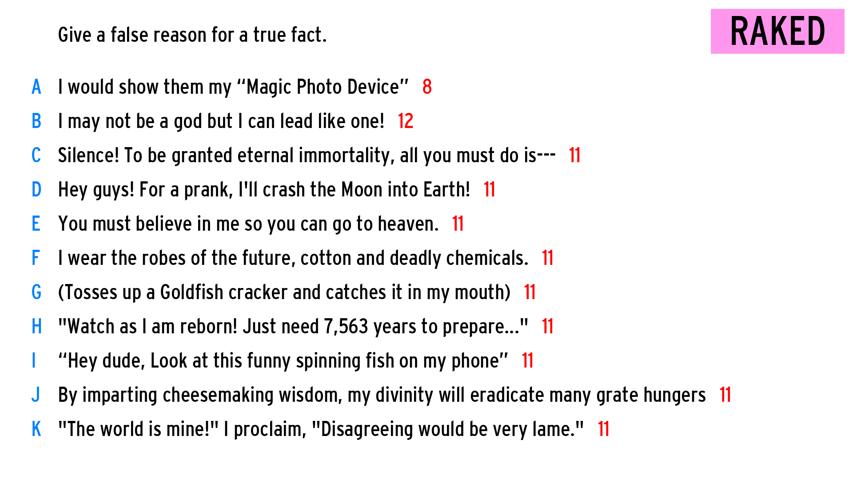 Give a false reason for a true fact.
RAKED
A I would show them my “Magic Photo Device” 8
B I may not be a god but I can lead like one! 12
C Silence! To be granted eternal immortality, all you must do is--- 11
D Hey guys! For a prank, I'll crash the Moon into Earth! 11
E You must believe in me so you can go to heaven. 11
F I wear the robes of the future, cotton and deadly chemicals. 11
G (Tosses up a Goldfish cracker and catches it in my mouth) 11
H "Watch as I am reborn! Just need 7,563 years to prepare..." 11
I “Hey dude, Look at this funny spinning fish on my phone” 11
J By imparting cheesemaking wisdom, my divinity will eradicate many grate hungers 11
K "The world is mine!" I proclaim, "Disagreeing would be very lame." 11